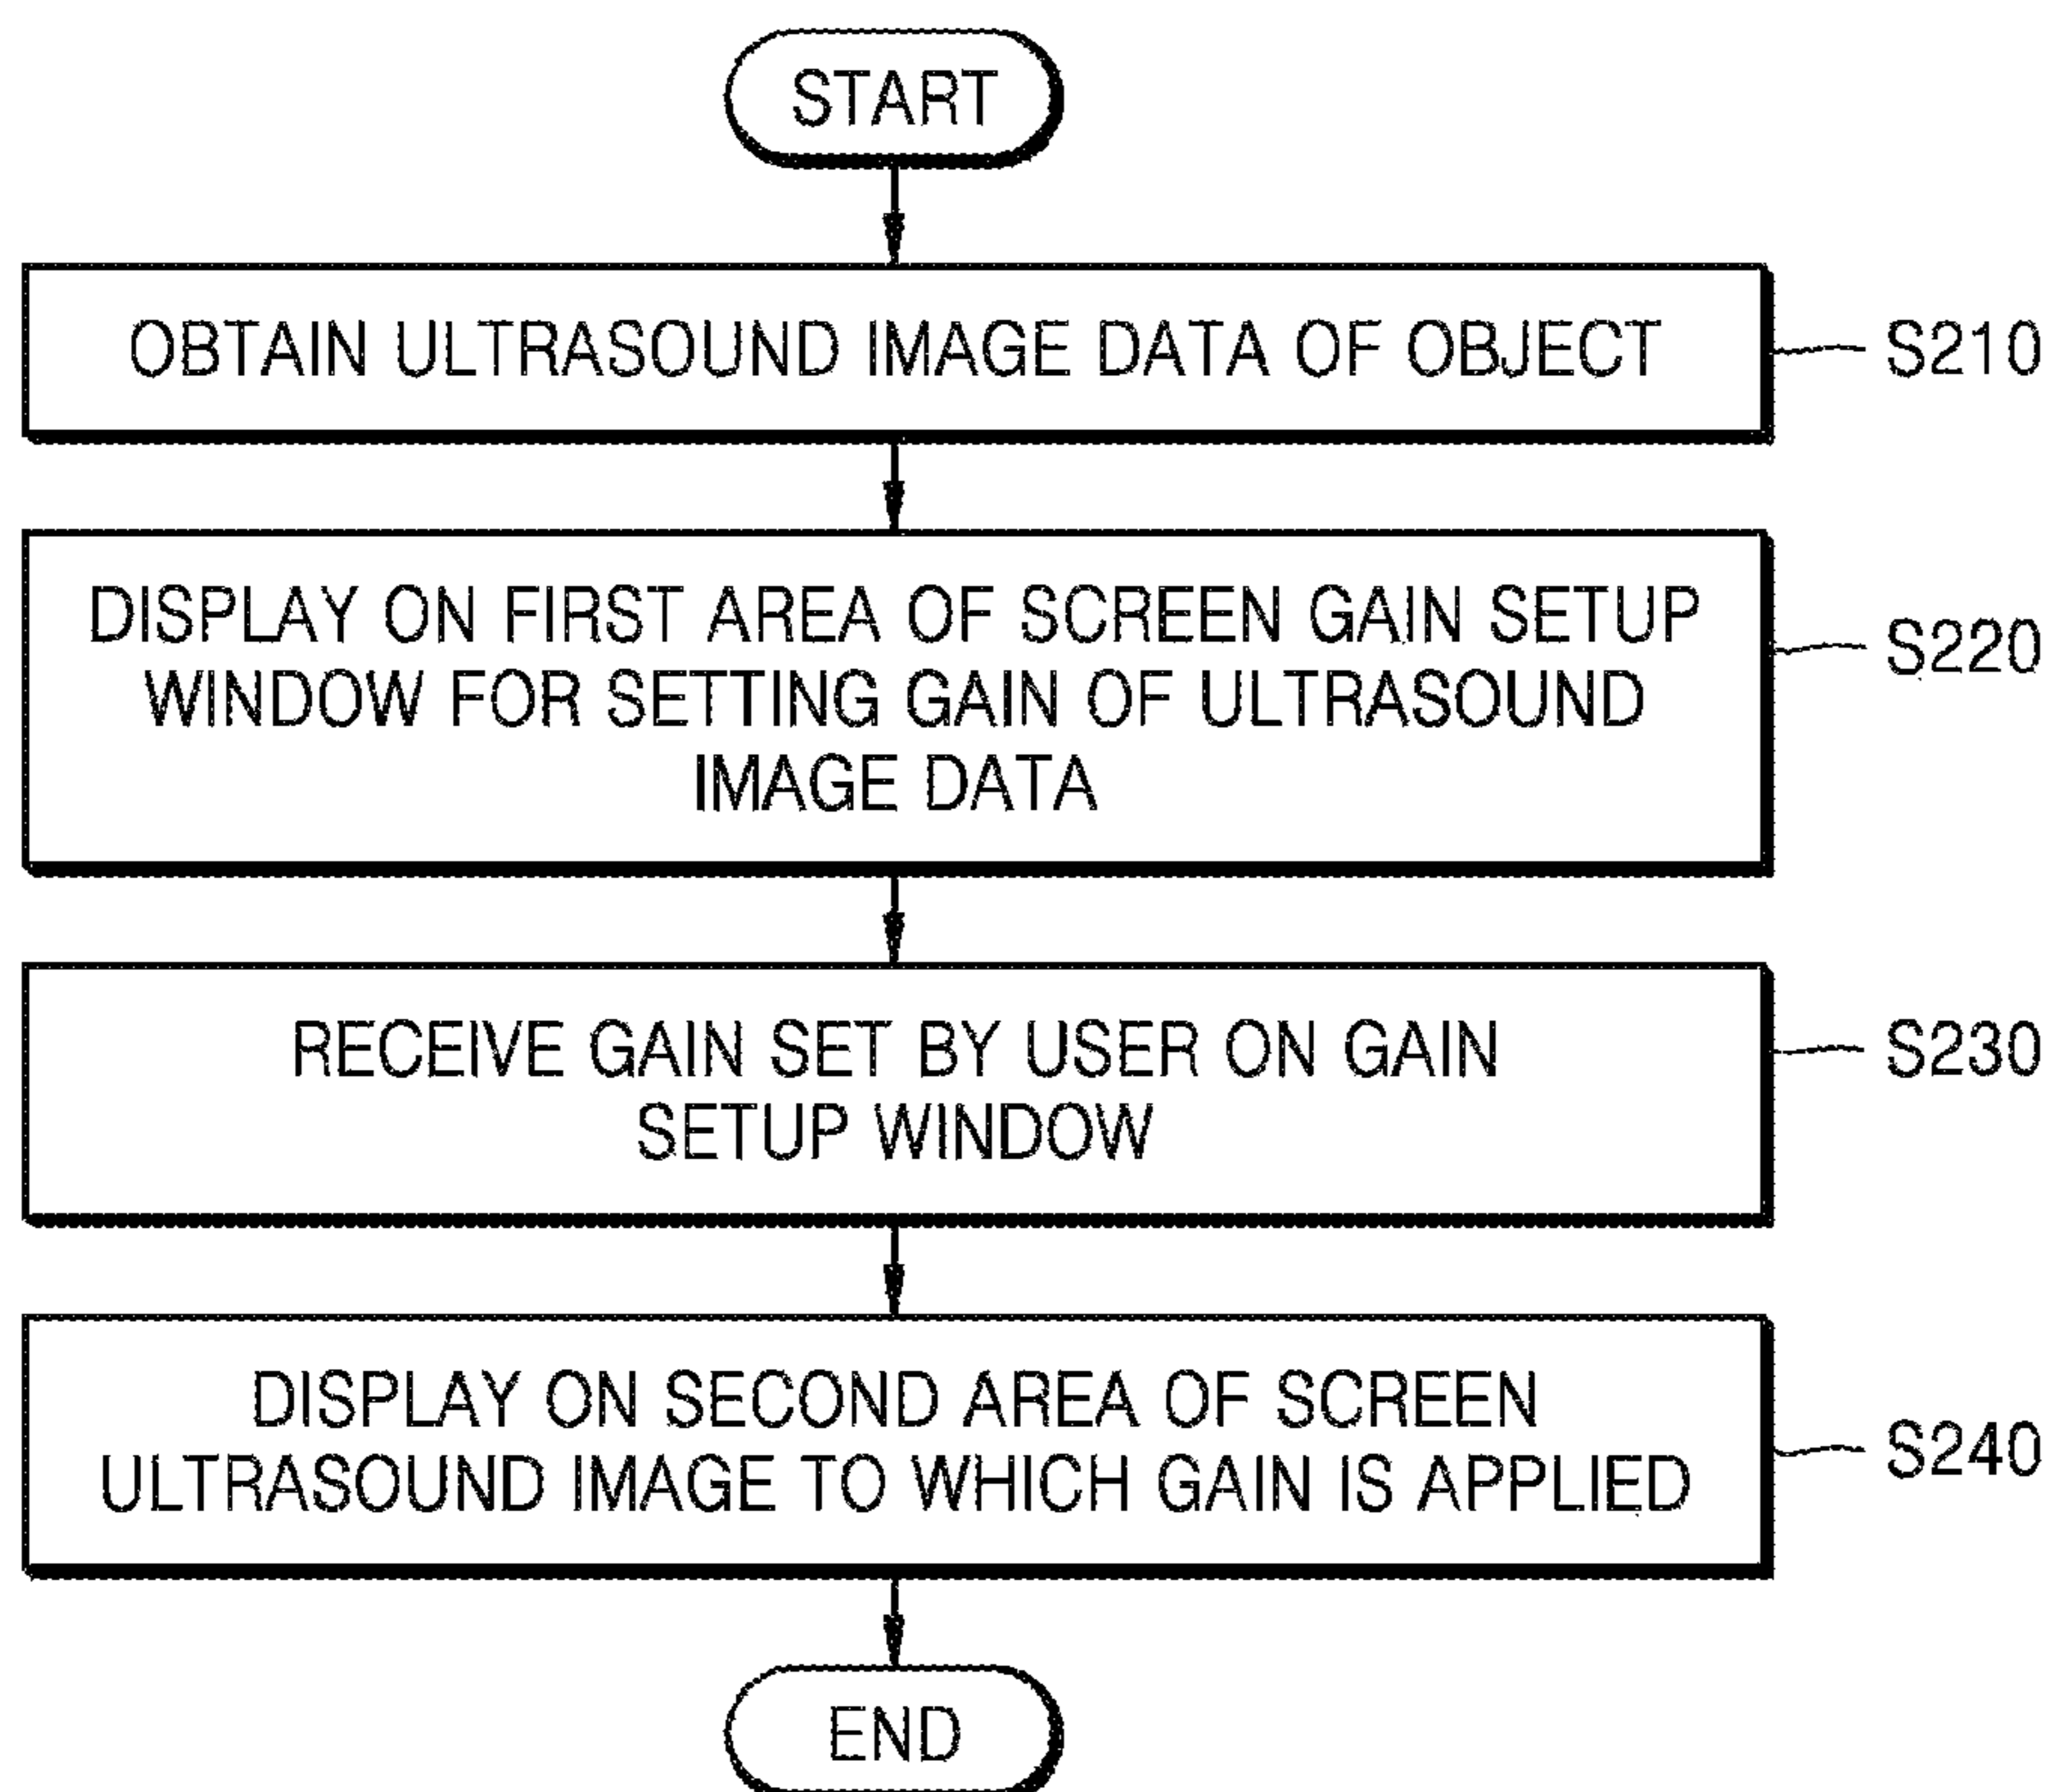 START
OBTAIN ULTRASOUND IMAGE DATA OF OBJECT
S210
DISPLAY ON FIRST AREA OF SCREEN GAIN SETUP
WINDOW FOR SETTING GAIN OF ULTRASOUND
IMAGE DATA
S220
RECEIVE GAIN SET BY USER ON GAIN
SETUP WINDOW
S230
DISPLAY ON SECOND AREA OF SCREEN
ULTRASOUND IMAGE TO WHICH GAIN IS APPLIED
S240
END